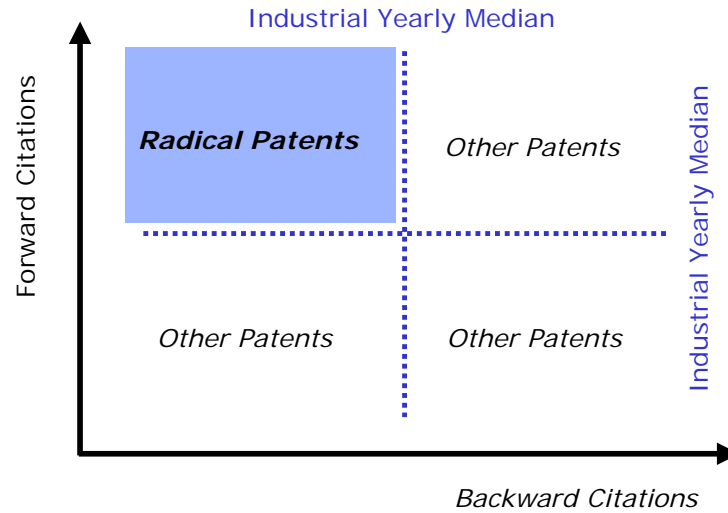 Industrial Yearly Median
Forward Citations
Radical Patents
Other Patents
Industrial Yearly Median
Other Patents
Other Patents
Backward Citations